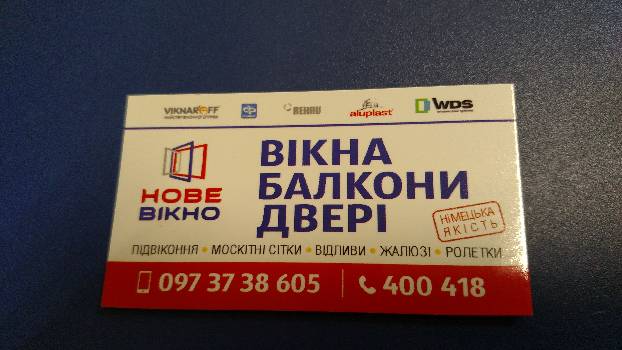 VIKNAROFF REHAU aluplast WDS
НОВЕ
ВІКНО
ВІКНА
БАЛКОНИ
ДВЕРІ
НІМЕЦЬКА
ЯКІСТЬ
ПІДВІКОННЯ • МОСКІТНІ СІТКИ • ВІДЛИВИ • ЖАЛЮЗІ • РОЛЕТКИ
097 37 38 605 400 418